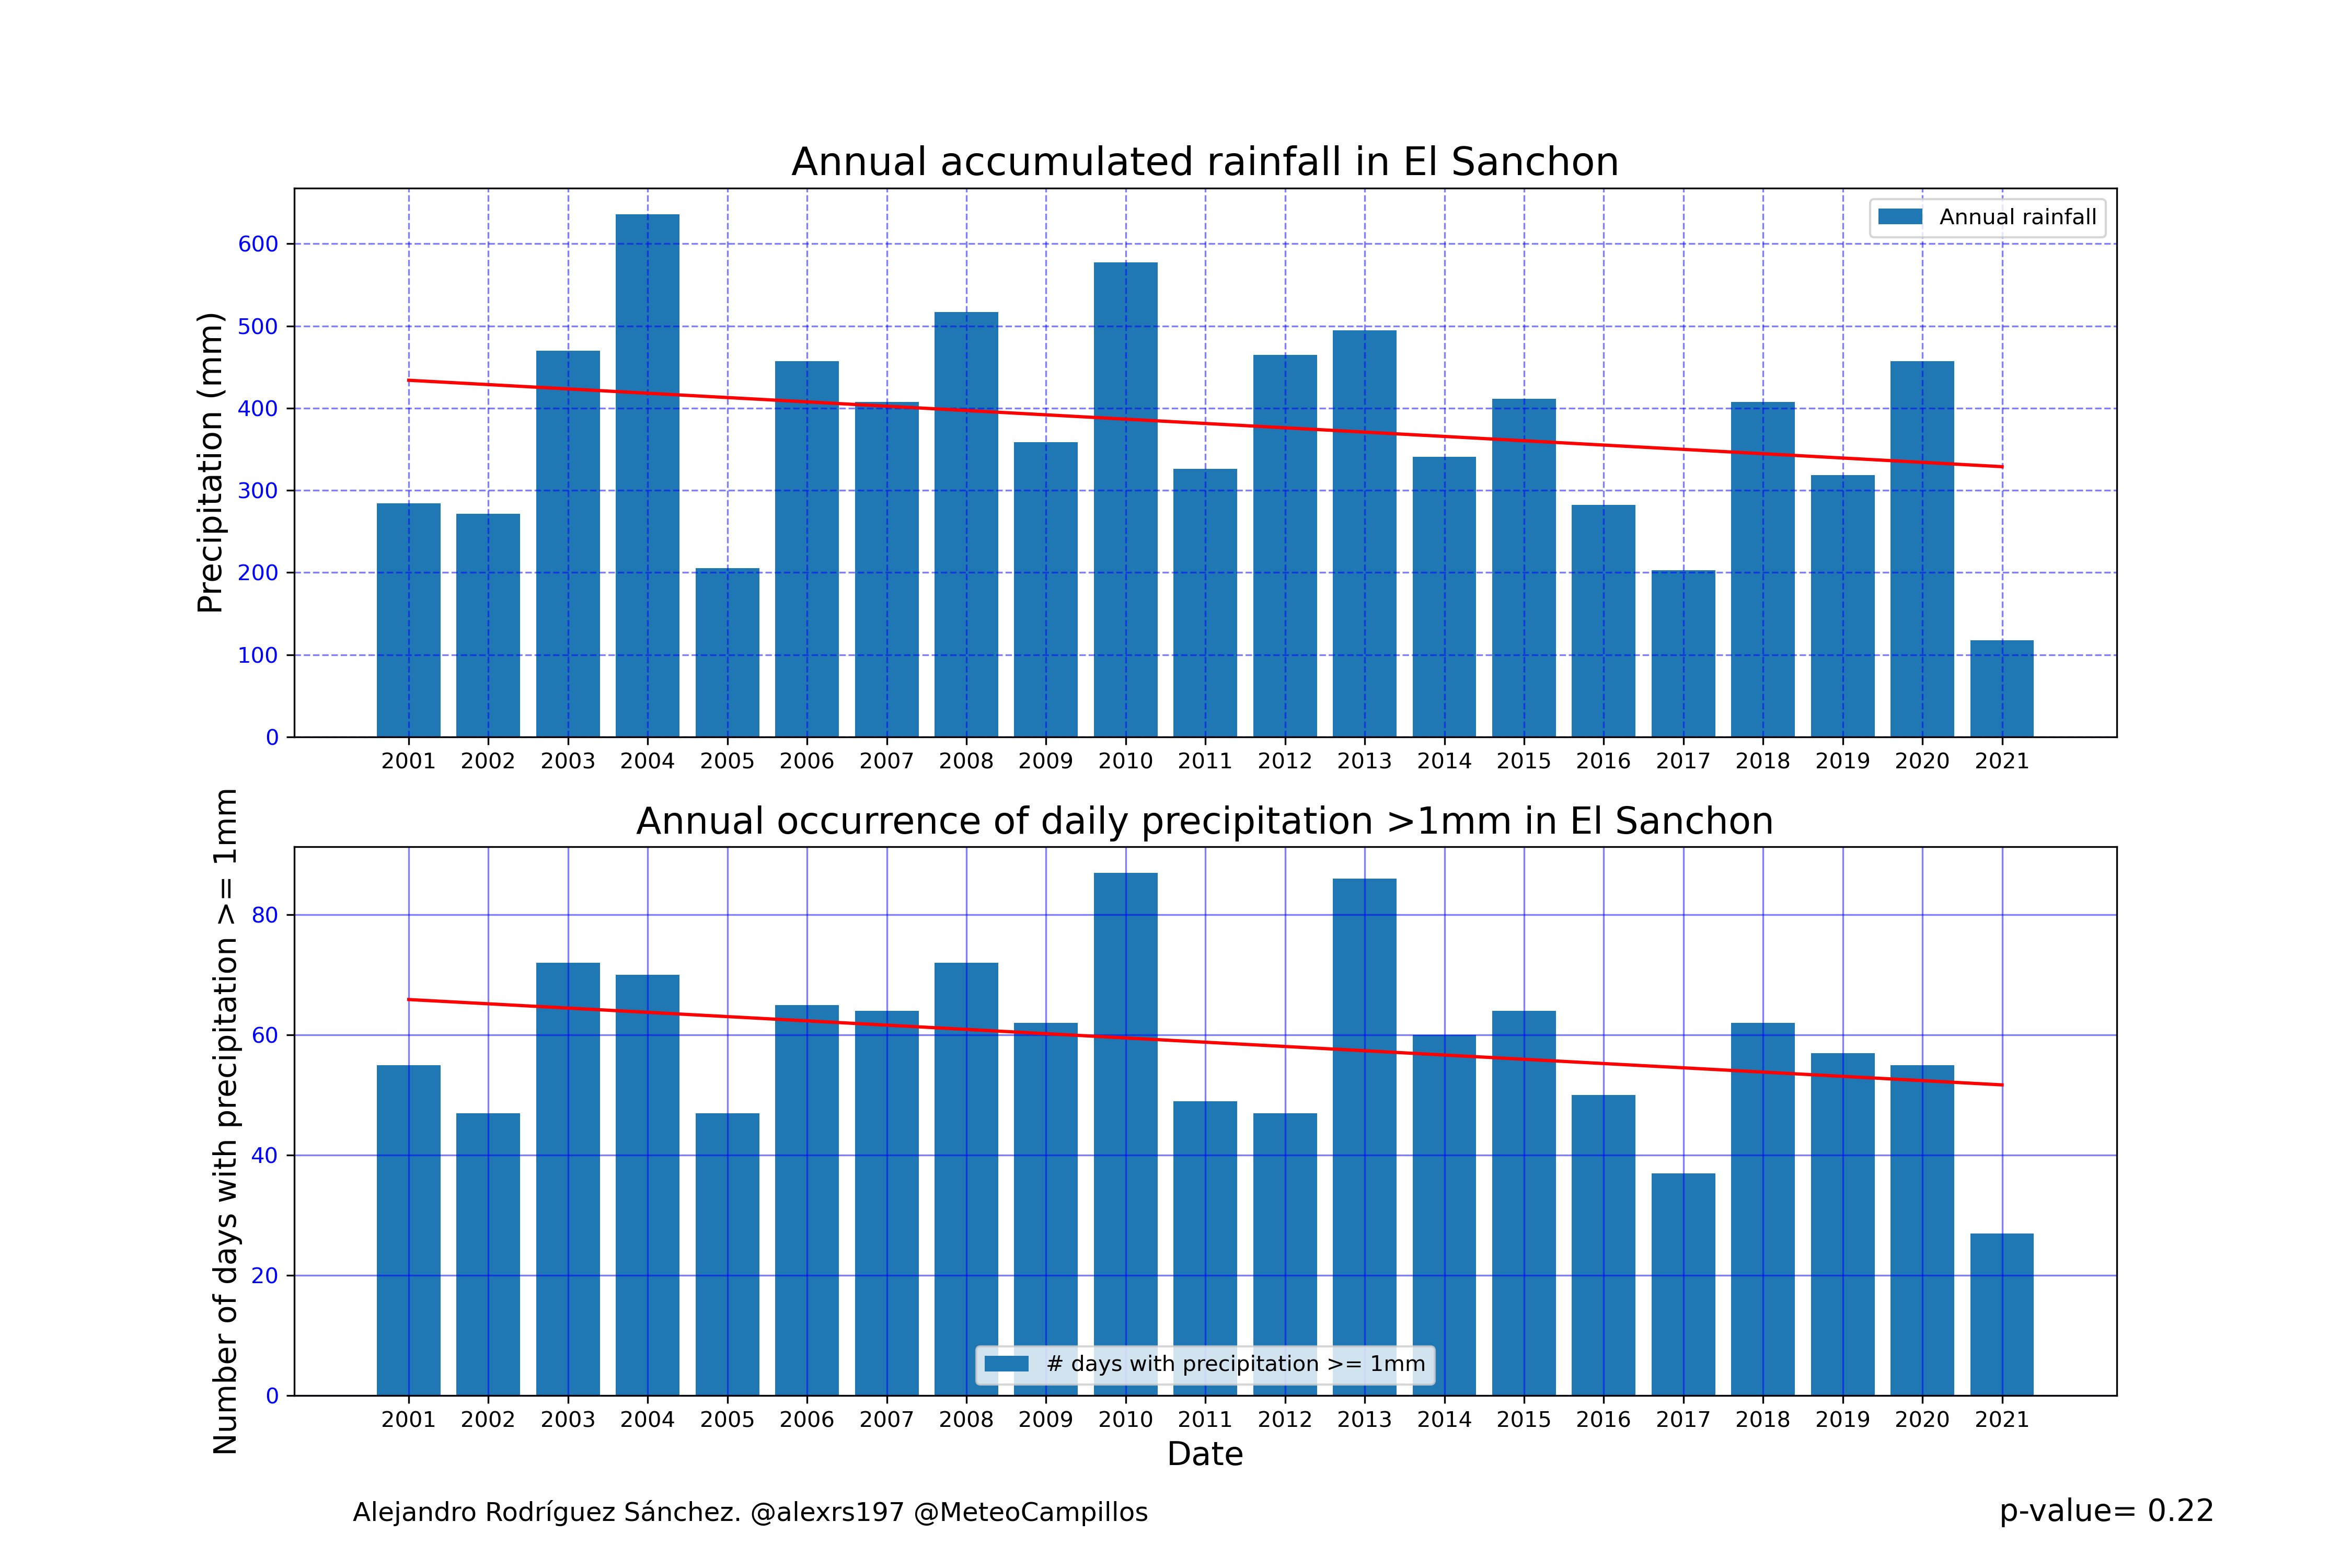 Annual accumulated rainfall in El Sanchon
Precipitation (mm)
600
500
400
300
200
100
0
Annual rainfall
2001 2002 2003 2004 2005 2006 2007 2008 2009 2010 2011 2012 2013 2014 2015 2016 2017 2018 2019 2020 2021
Annual occurrence of daily precipitation >1mm in El Sanchon
Number of days with precipitation >= 1mm
80
60
40
20
0
# days with precipitation >= 1mm
2001 2002 2003 2004 2005 2006 2007 2008 2009 2010 2011 2012 2013 2014 2015 2016 2017 2018 2019 2020 2021
Date
Alejandro Rodríguez Sánchez. @alexrs197 @MeteoCampillos
p-value= 0.22